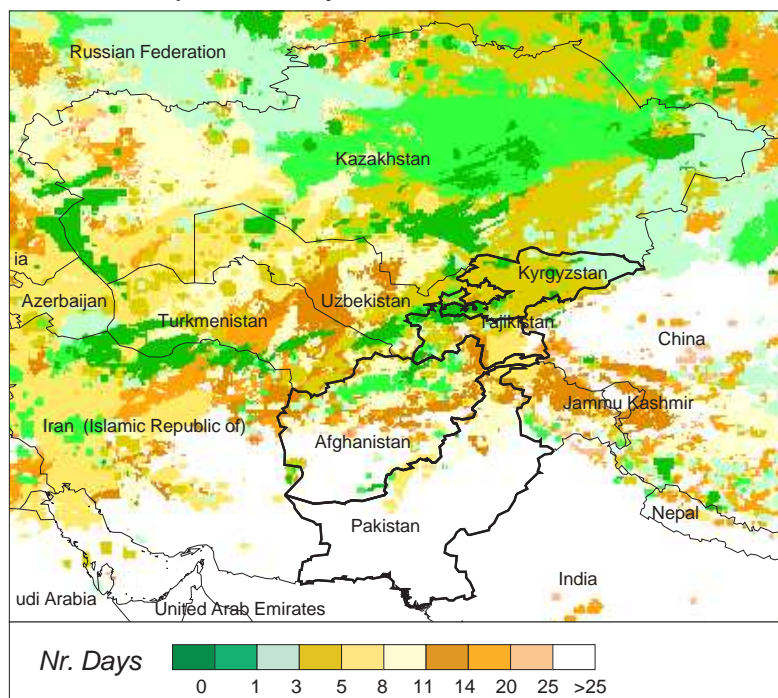 Russian Federation
Kazakhstan
ia
Kyrgyzstan
Azerbaijan
Uzbekistan
Turkmenistan
Tajikistan
China
Jammu Kashmir
Iran (Islamic Republic of)
Afghanistan
Nepal
Pakistan
India
udi Arabia
United Arab Emirates
Nr. Days
0 1 3 5 8 11 14 20 25 >25